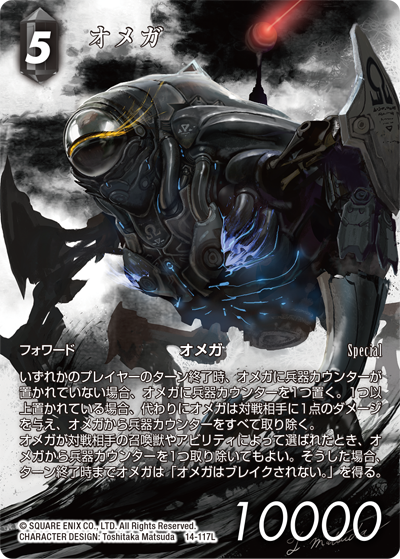 5
オメガ
フォワード オメガ Special
いずれかのプレイヤーのターン終了時、オメガに兵器カウンターが
置かれていない場合、オメガに兵器カウンターを1つ置く。1つ以
上置かれている場合、代わりにオメガは対戦相手に1点のダメージ
を与え、オメガから兵器カウンターをすべて取り除く。
オメガが対戦相手の召喚獣やアビリティによって選ばれたとき、オ
メガから兵器カウンターを1つ取り除いてもよい。そうした場合、
ターン終了時までオメガは「オメガはブレイクされない。」を得る。
© SQUARE ENIX CO., LTD. All Rights Reserved.
CHARACTER DESIGN: Toshitaka Matsuda 14-117L
10000